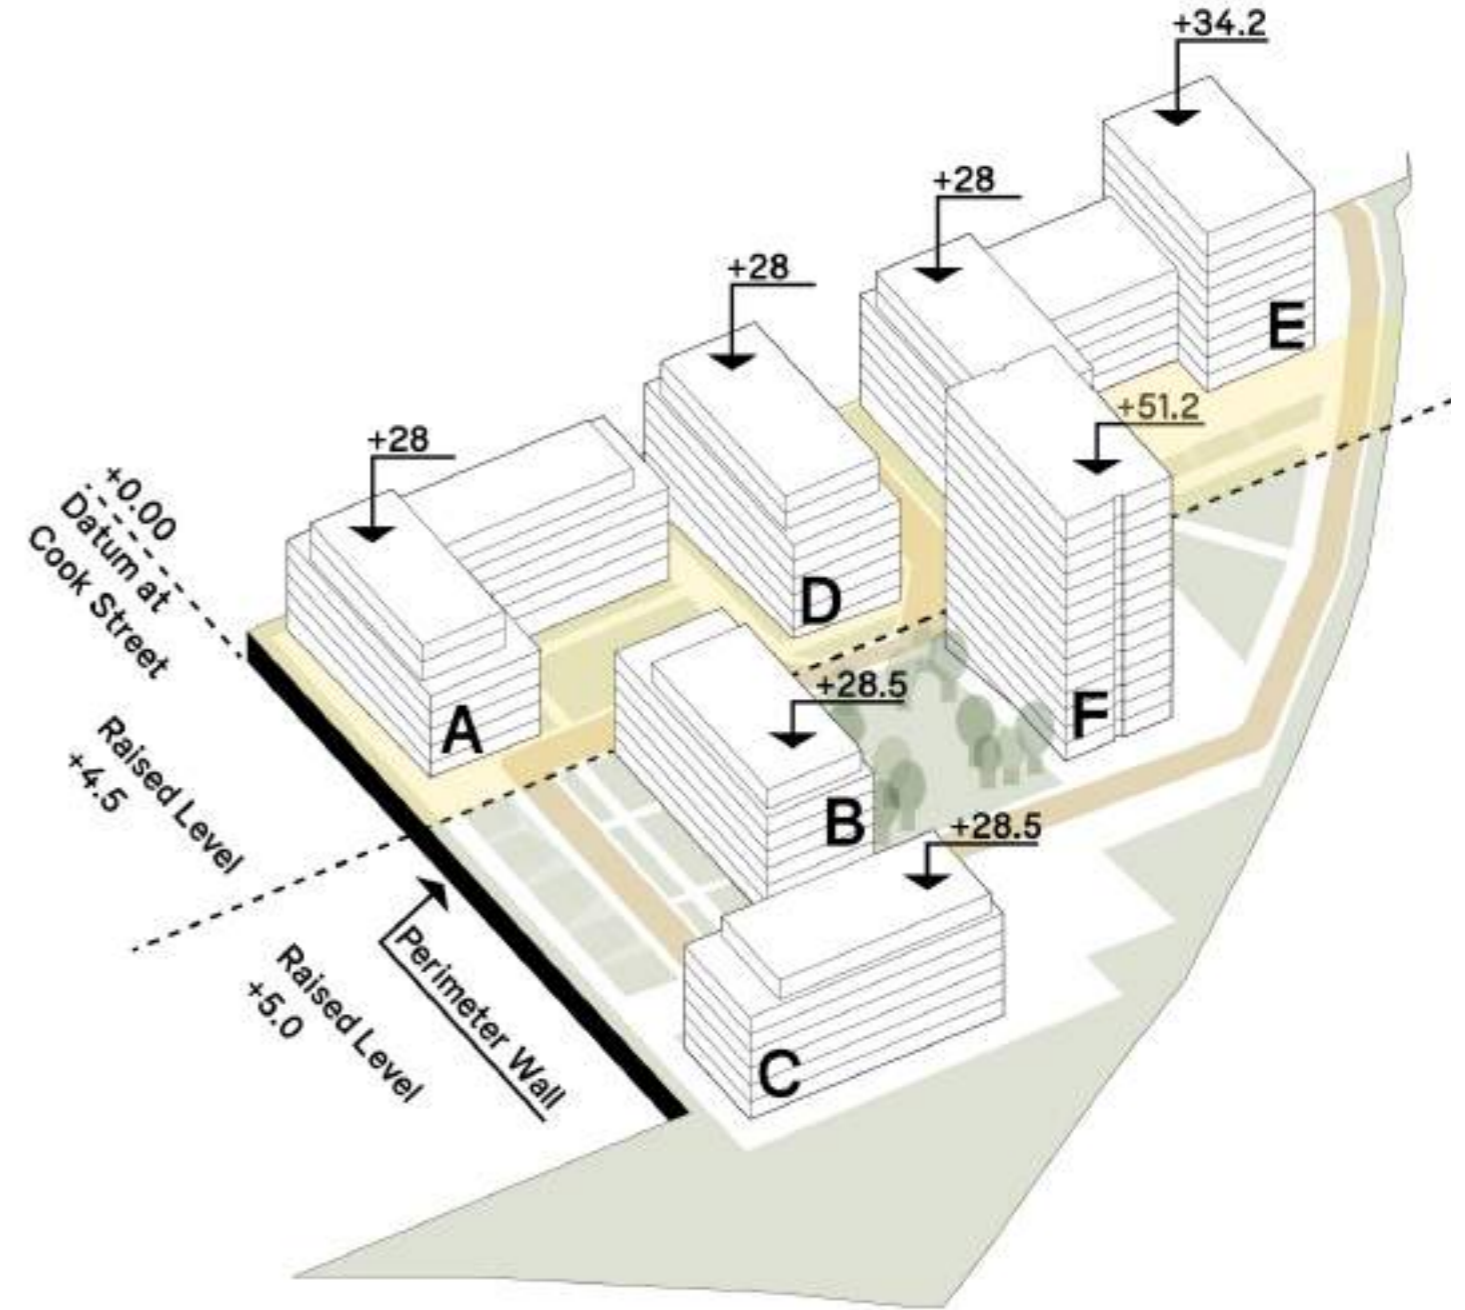 +34.2
+28
+28
+28
E
+51.2
+0.00
Datum at
Cook Street
D
+28.5
A
F
Raised Level
+4.5
B
+28.5
Perimeter Wall
Raised Level
+5.0
C